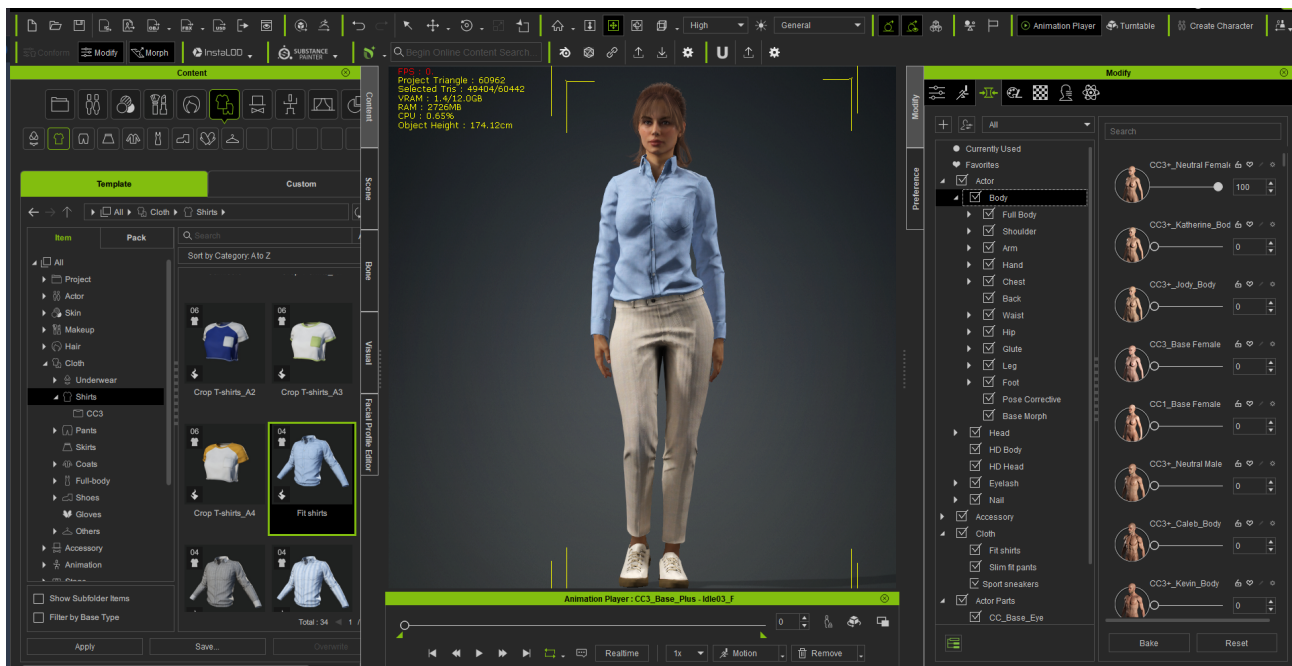 High
General
Animation Player
Turntable
Create Character
Conform
Modify
Morph
InstaLOD
SUBSTANCE
PAINTER
Begin Online Content Search...
Content
Template
Custom
All
Cloth
Shirts
Item
Pack
Search
Sort by Category: A to Z
All
Project
Actor
Skin
Makeup
Hair
Cloth
Underwear
Shirts
CC3
Pants
Skirts
Coats
Full-body
Shoes
Gloves
Others
Accessory
Animation
Show Subfolder Items
Filter by Base Type
06
06
Crop T-shirts_A2
Crop T-shirts_A3
06
04
Crop T-shirts_A4
Fit shirts
04
04
Total : 34
1 /
Apply
Save...
Overwrite
Content
Scene
Bone
Visual
Facial Profile Editor
FPS : 0
Project Triangle : 60962
Selected Tris : 49404/60442
VRAM : 1.4/12.0GB
RAM : 2726MB
CPU : 0.65%
Object Height : 174.12cm
Animation Player : CC3_Base_Plus - Idle03_F
0
Realtime
1x
Motion
Remove
Modify
Preference
Modify
All
Search
Currently Used
Favorites
Actor
Body
Full Body
Shoulder
Arm
Hand
Chest
Back
Waist
Hip
Glute
Leg
Foot
Pose Corrective
Base Morph
Head
HD Body
HD Head
Eyelash
Nail
Accessory
Cloth
Fit shirts
Slim fit pants
Sport sneakers
Actor Parts
CC_Base_Eye
CC3+_Neutral Female
100
CC3+_Katherine_Bod
0
CC3+_Jody_Body
0
CC3_Base Female
0
CC1_Base Female
0
CC3+_Neutral Male
0
CC3+_Caleb_Body
0
CC3+_Kevin_Body
0
Bake
Reset